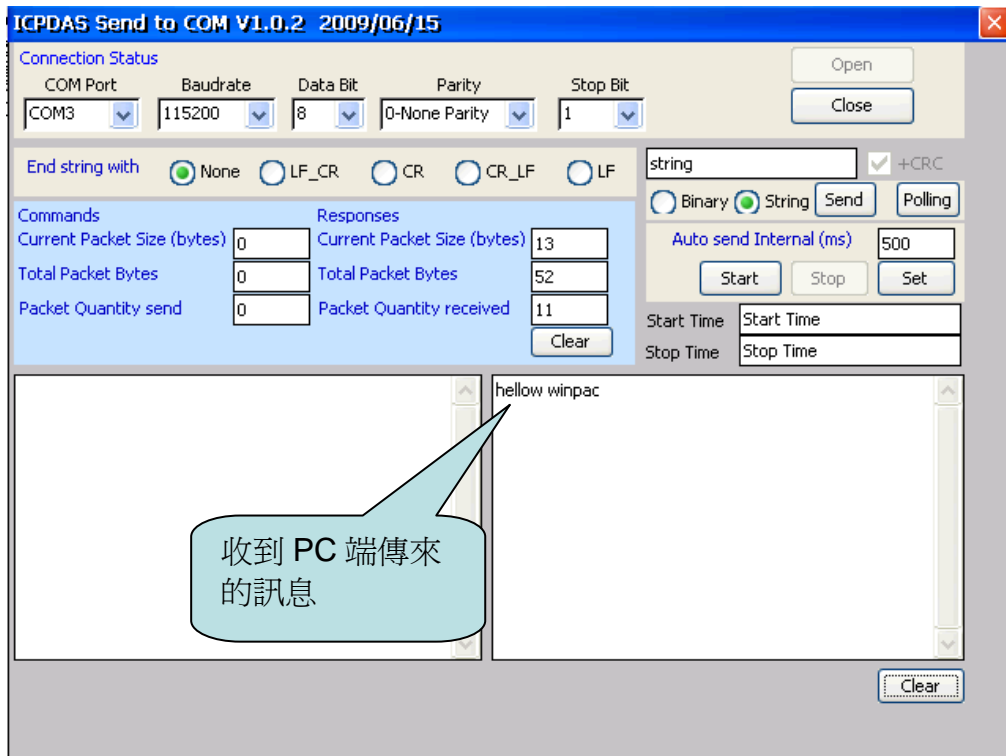 ICPDAS Send to COM V1.0.2 2009/06/15
Connection Status
COM Port Baudrate Data Bit Parity Stop Bit
COM3 115200 8 0-None Parity 1
Open
Close
End string with None LF_CR CR CR_LF LF
string +CRC
Binary String Send Polling
Commands Responses
Current Packet Size (bytes) 0 Current Packet Size (bytes) 13
Total Packet Bytes 0 Total Packet Bytes 52
Packet Quantity send 0 Packet Quantity received 11
Clear
Auto send Internal (ms) 500
Start Stop Set
Start Time Start Time
Stop Time Stop Time
hellow winpac
收到 PC 端傳來
的訊息
Clear